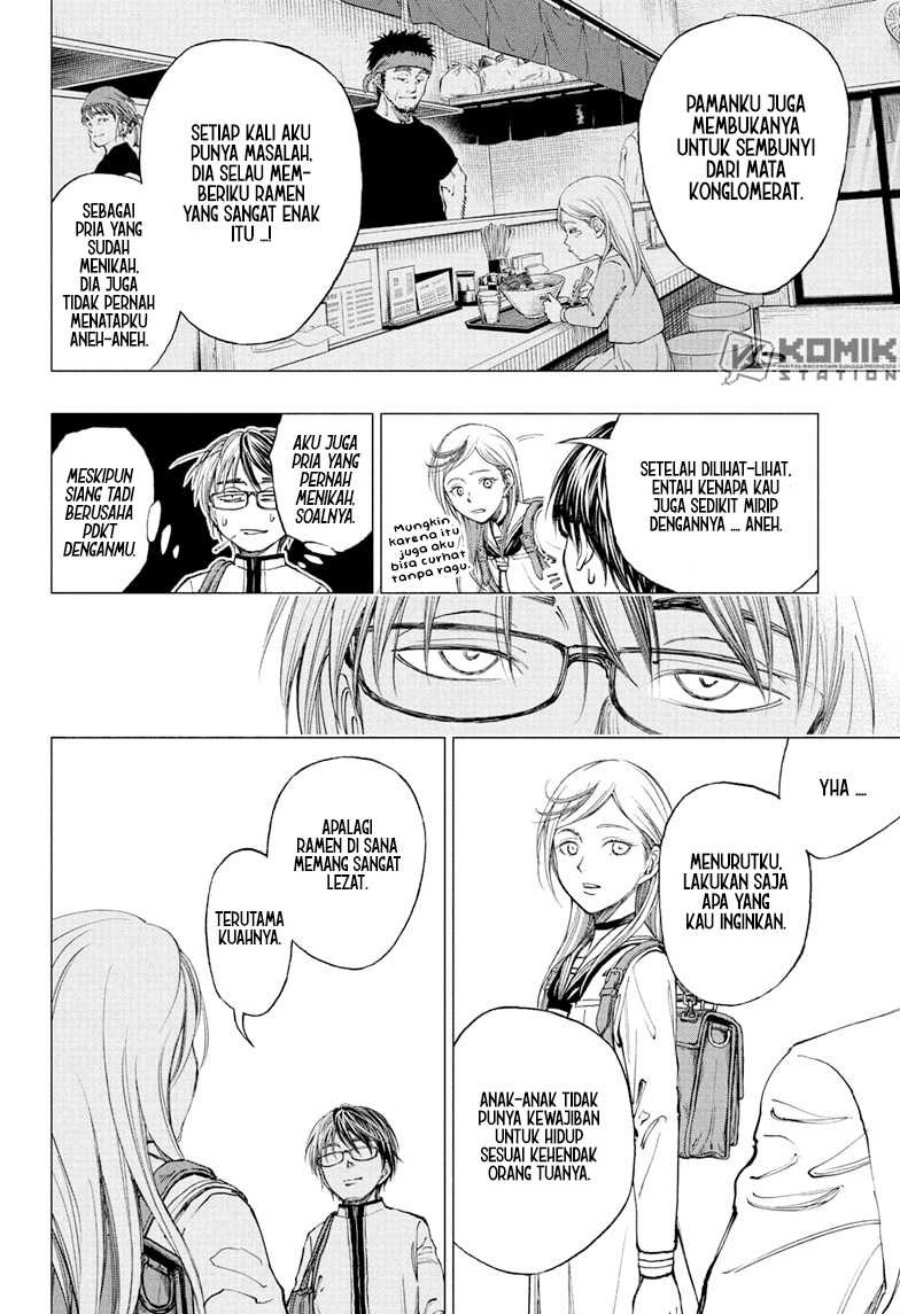 PAMANKU JUGA
MEMBUKANYA
UNTUK SEMBUNYI
DARI MATA
KONGLOMERAT.
SETIAP KALI AKU
PUNYA MASALAH,
DIA SELAU MEM-
BERIKU RAMEN
YANG SANGAT ENAK
ITU ...!
SEBAGAI
PRIA YANG
SUDAH
MENIKAH,
DIA JUGA
TIDAK PERNAH
MENATAPKU
ANEH-ANEH.
KOMIK
STATION
SETELAH DILIHAT-LIHAT,
ENTAH KENAPA KAU
JUGA SEDIKIT MIRIP
DENGANNYA .... ANEH.
Mungkin
karena itu
juga aku
bisa curhat
tanpa ragu.
AKU JUGA
PRIA YANG
PERNAH
MENIKAH,
SOALNYA.
MESKIPUN
SIANG TADI
BERUSAHA
PDKT
DENGANMU.
YHA ....
MENURUTKU,
LAKUKAN SAJA
APA YANG
KAU INGINKAN.
ANAK-ANAK TIDAK
PUNYA KEWAJIBAN
UNTUK HIDUP
SESUAI KEHENDAK
ORANG TUANYA.
APALAGI
RAMEN DI SANA
MEMANG SANGAT
LEZAT.
TERUTAMA
KUAHNYA.